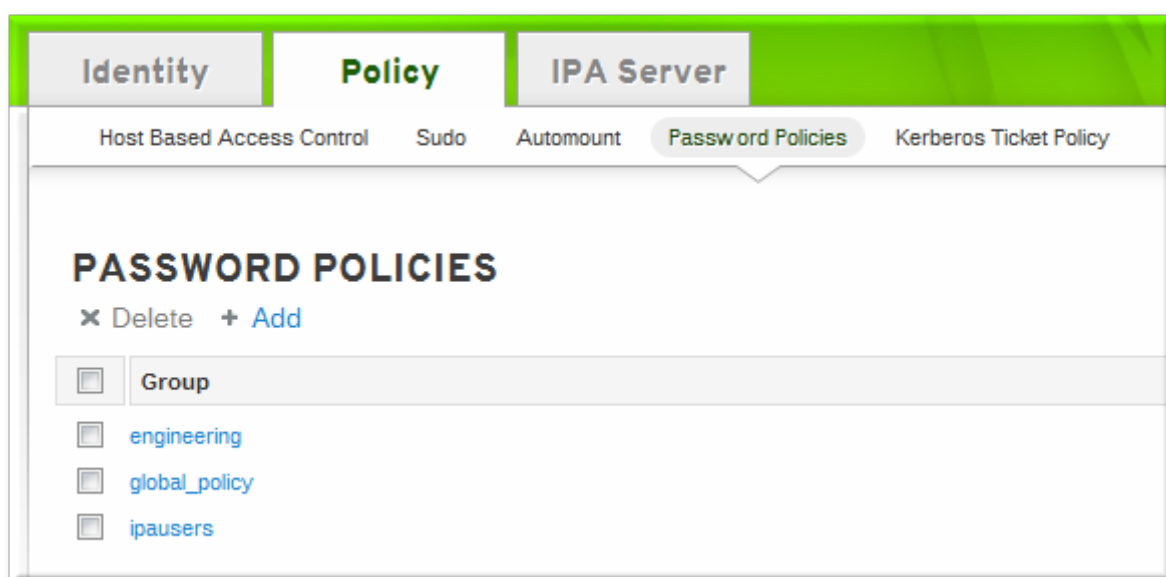 Identity Policy IPA Server
Host Based Access Control Sudo Automount Password Policies Kerberos Ticket Policy
PASSWORD POLICIES
Delete Add
Group
engineering
global_policy
ipausers